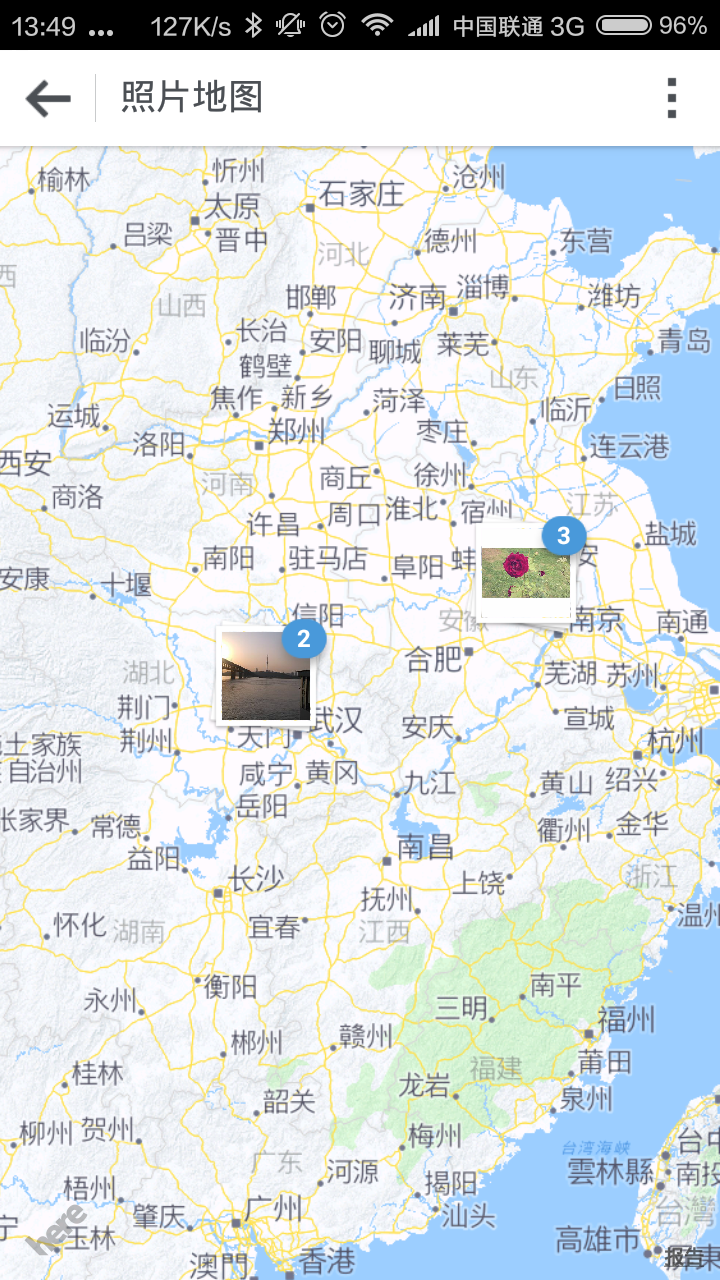 13:49 ... 127K/s 中国联通 3G 96%
照片地图
忻州
沧州
榆林
石家庄
太原
吕梁
晋中
德州
东营
河北
西
邯郸
济南
淄博
潍坊
山西
临汾
长治
安阳
聊城
莱芜
青岛
鹤壁
山东
焦作
新乡
菏泽
日照
运城
临沂
洛阳
郑州
枣庄
连云港
西安
河南
商丘
徐州
商洛
许昌
周口
淮北
宿州
江苏
盐城
3
南阳
驻马店
阜阳
蚌
安
安康
十堰
信阳
安徽
南京
南通
2
合肥
湖北
芜湖
苏州
荆门
武汉
安庆
宣城
荆州
天门
杭州
土家族
自治州
咸宁
黄冈
九江
黄山
绍兴
岳阳
张家界
常德
衢州
金华
益阳
南昌
长沙
上饶
浙江
抚州
温州
怀化
湖南
宜春
江西
衡阳
南平
永州
三明
福州
郴州
赣州
莆田
桂林
福建
龙岩
泉州
韶关
柳州
贺州
梅州
台中
台湾海峡
广东
河源
雲林縣
南投
梧州
揭阳
广州
汕头
台灣
肇庆
宁
玉林
here
高雄市
澳門
香港
报告
東